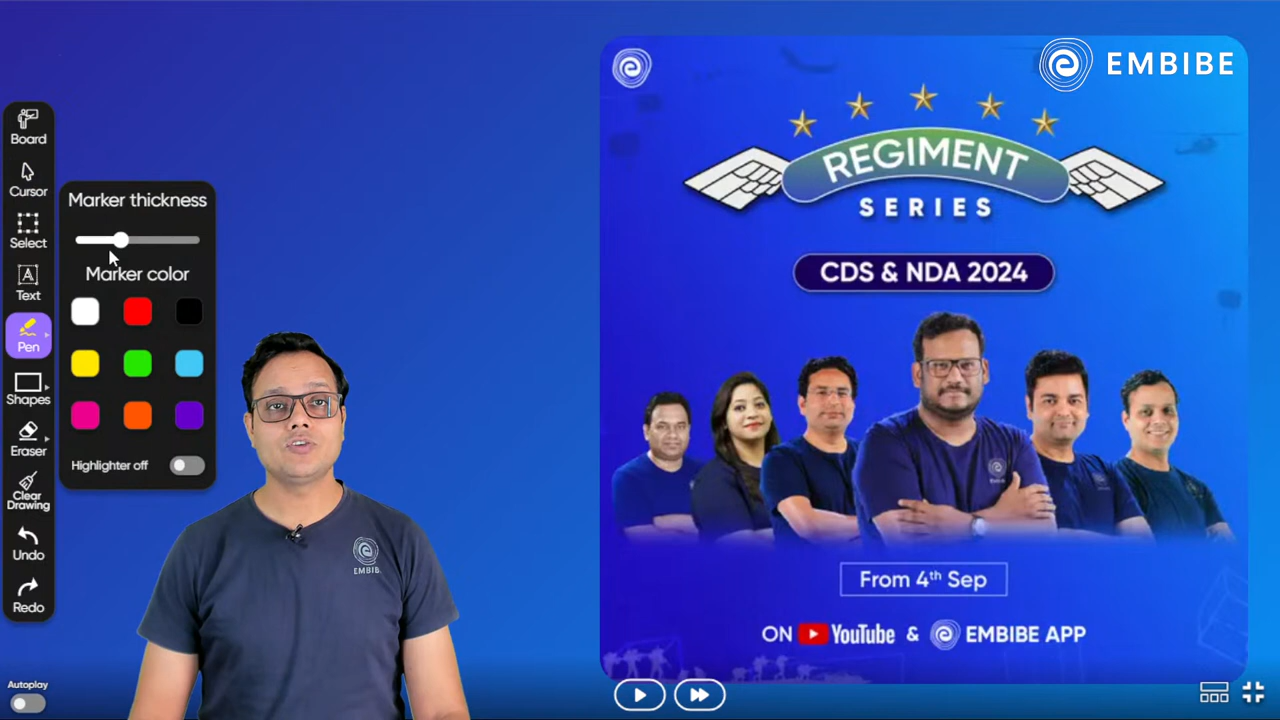 EMBIBE
REGIMENT
SERIES
CDS & NDA 2024
From 4th Sep
ON YouTube & EMBIBE APP
Board
Cursor
Select
A
Text
Pen
Shapes
Eraser
Clear
Drawing
Undo
Redo
Autoplay
Marker thickness
Marker color
Highlighter off
EMBIBE